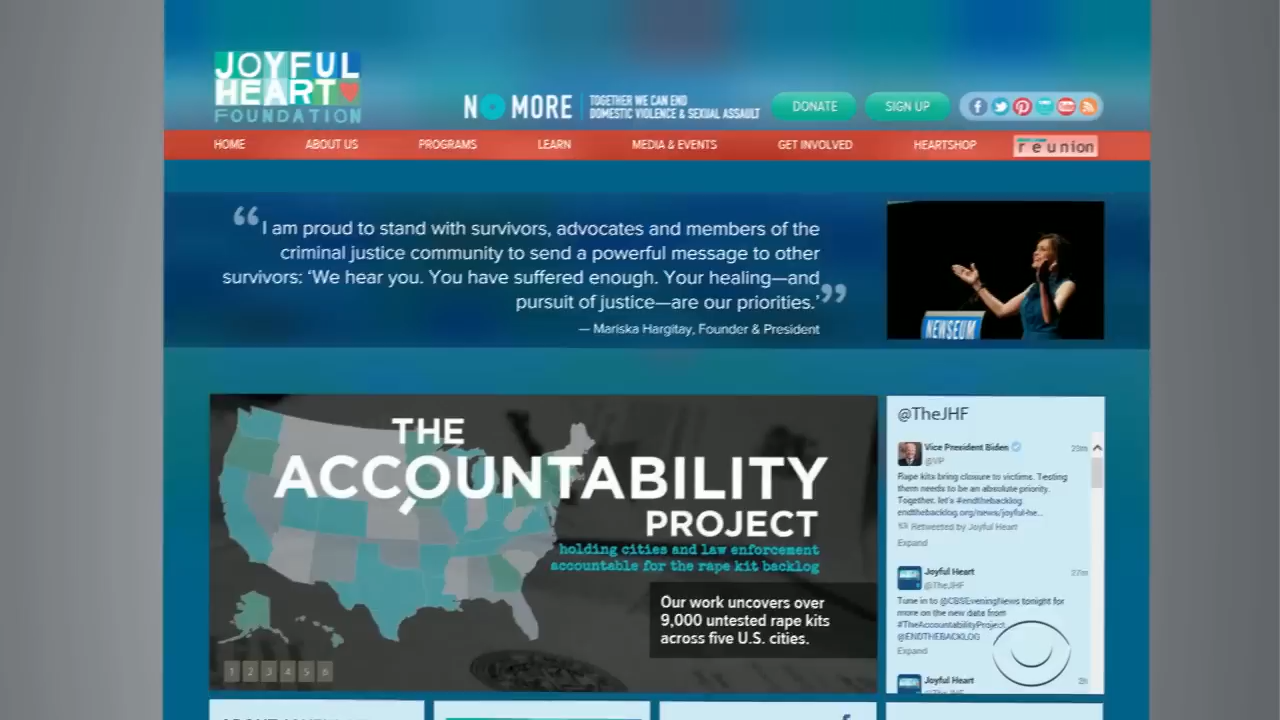 JOYFUL
HEART
FOUNDATION
NO MORE
TOGETHER WE CAN END
DOMESTIC VIOLENCE & SEXUAL ASSAULT
DONATE
SIGN UP
HOME
ABOUT US
PROGRAMS
LEARN
MEDIA & EVENTS
GET INVOLVED
HEARTSHOP
reunion
“I am proud to stand with survivors, advocates and members of the
criminal justice community to send a powerful message to other
survivors: ‘We hear you. You have suffered enough. Your healing—and
pursuit of justice—are our priorities.’”
— Mariska Hargitay, Founder & President
NEWSEUM
THE
ACCOUNTABILITY
PROJECT
holding cities and law enforcement
accountable for the rape kit backlog
Our work uncovers over
9,000 untested rape kits
across five U.S. cities.
1 2 3 4 5 6
@TheJHF
Vice President Biden
@VP
Rape kits bring closure to victims. Testing
them needs to be an absolute priority.
Together, let's #endthebacklog
endthebacklog.org/news/joyful-he...
Retweeted by Joyful Heart
Expand
Joyful Heart 27m
@TheJHF
Tune in to @CBSEveningNews tonight for
more on the new data from
#TheAccountabilityProject
@ENDTHEBACKLOG
Expand
Joyful Heart 2h
@TheJHF